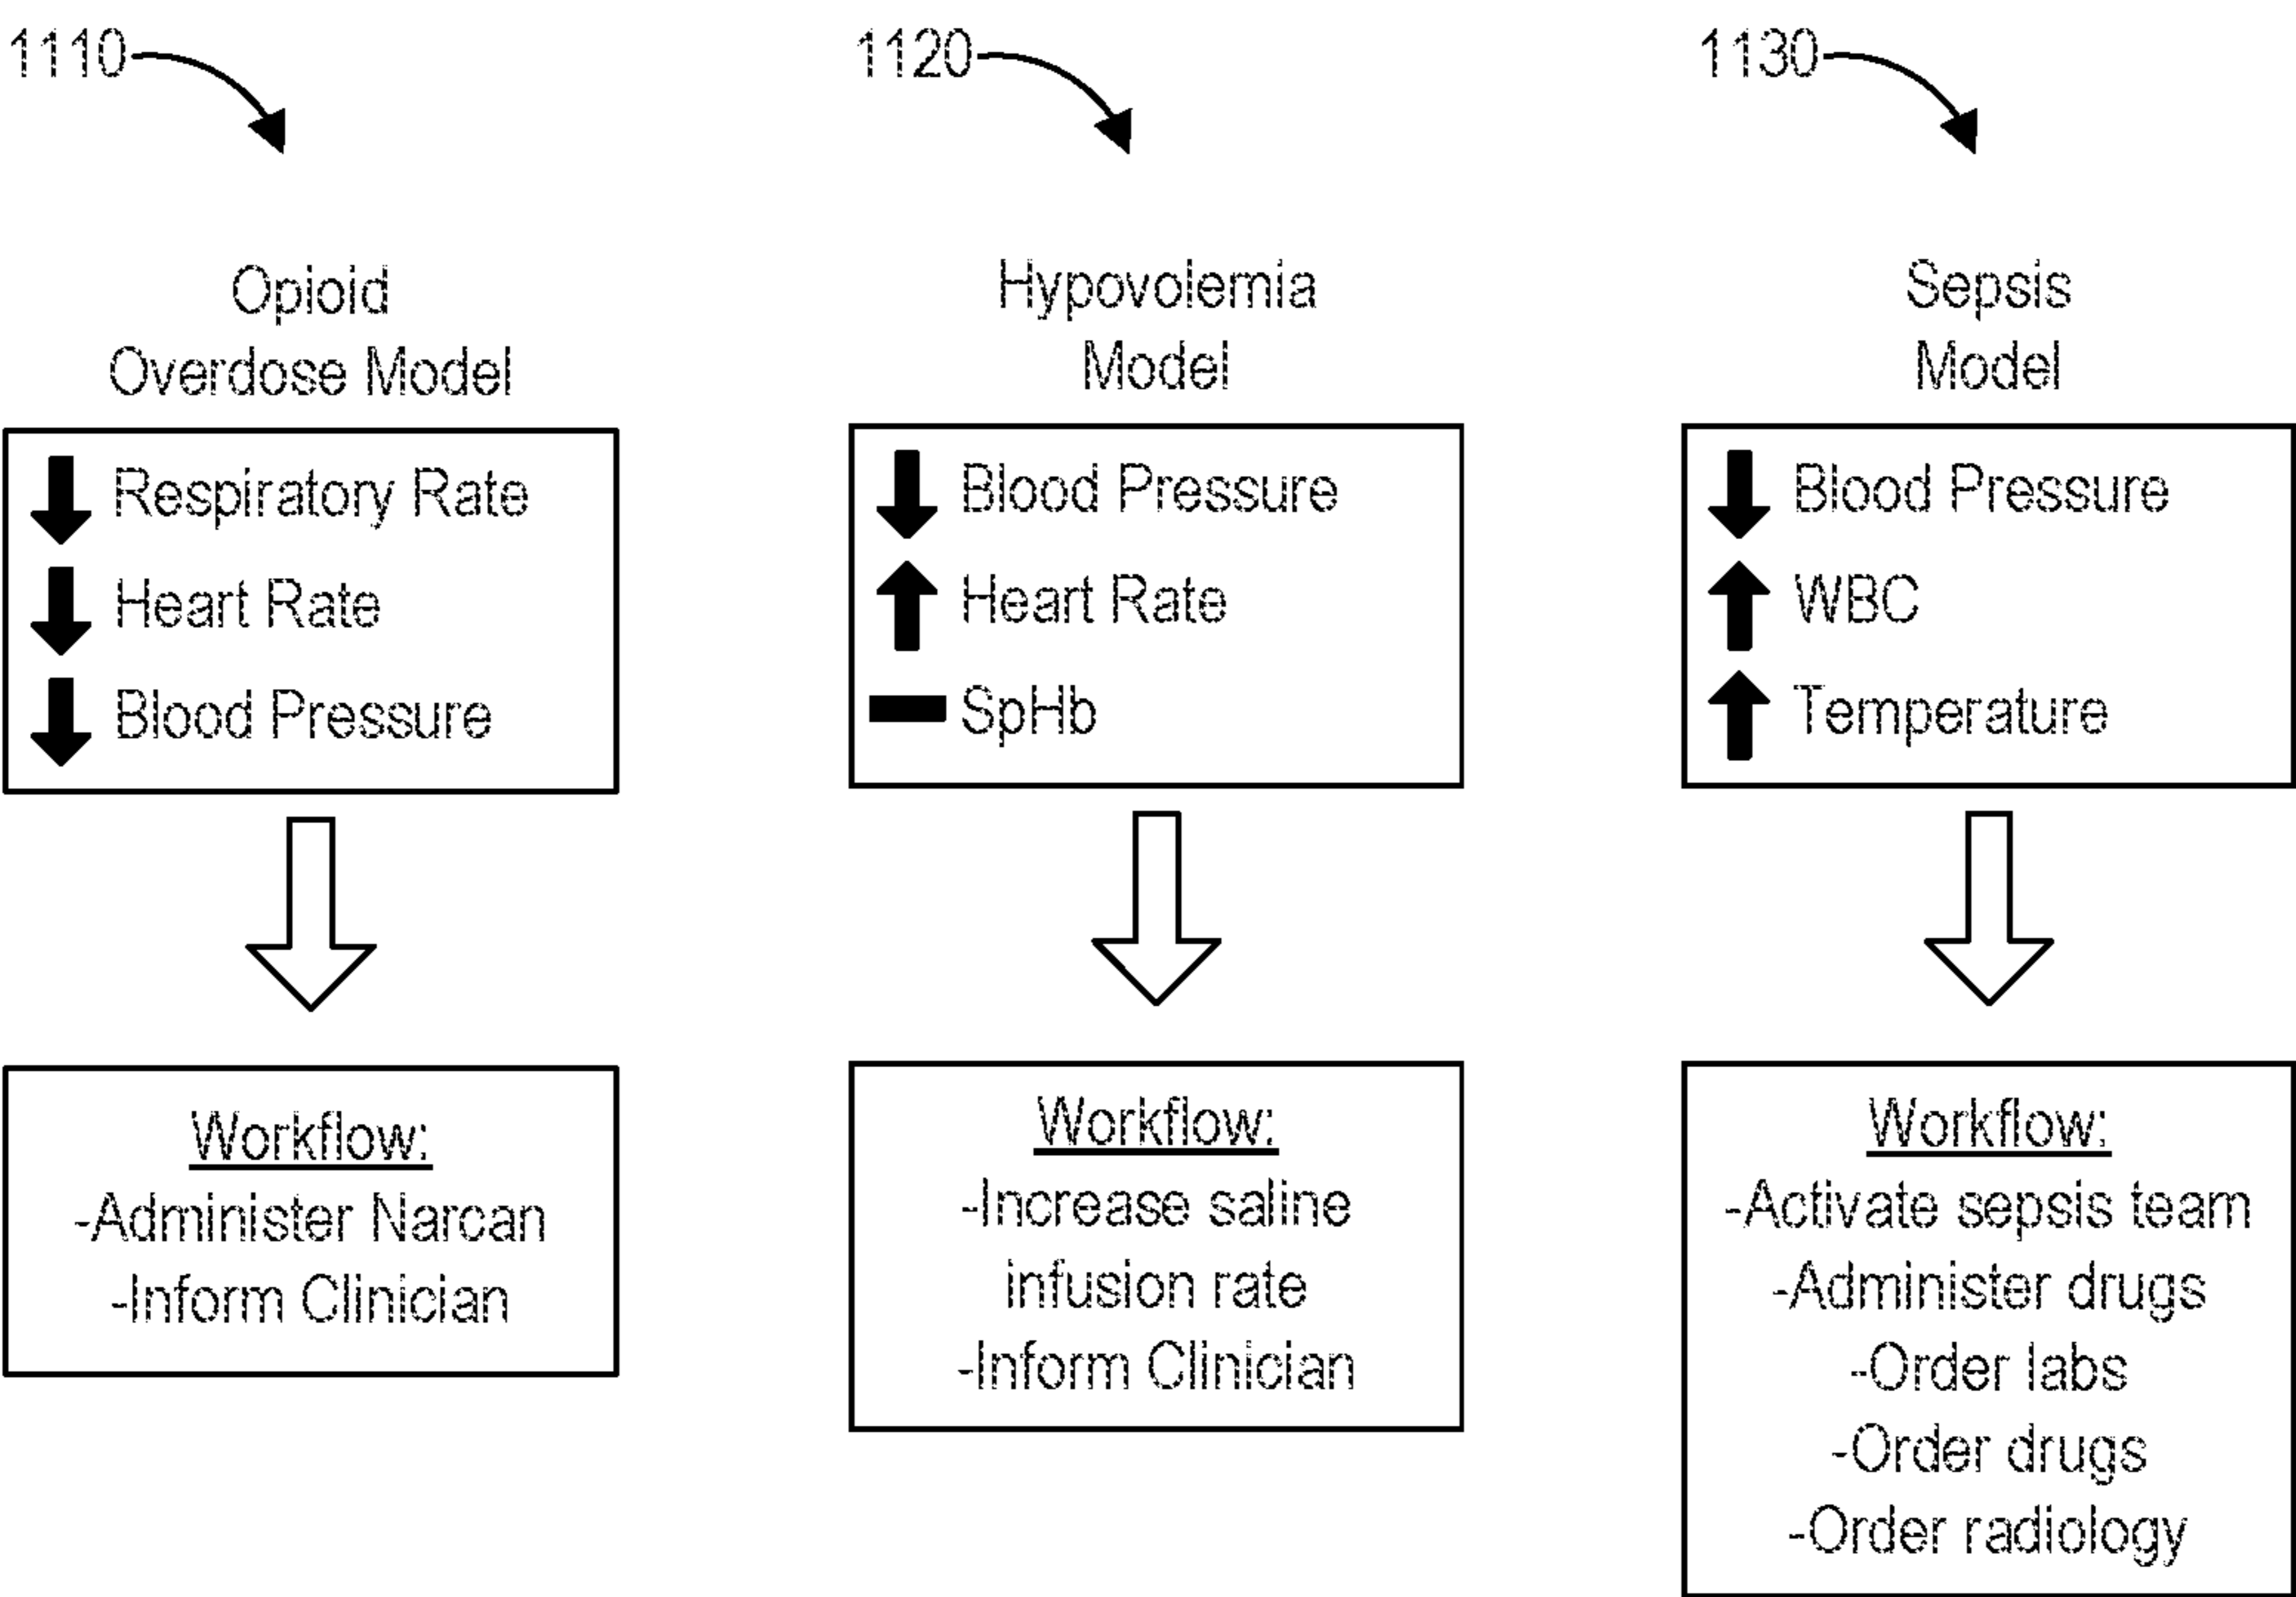 1110
1120
1130
Opioid
Overdose Model
Respiratory Rate
Heart Rate
Blood Pressure
Workflow:
-Administer Narcan
-Inform Clinician
Hypovolemia
Model
Blood Pressure
Heart Rate
SpHb
Workflow:
-Increase saline
infusion rate
-Inform Clinician
Sepsis
Model
Blood Pressure
WBC
Temperature
Workflow:
-Activate sepsis team
-Administer drugs
-Order labs
-Order drugs
-Order radiology